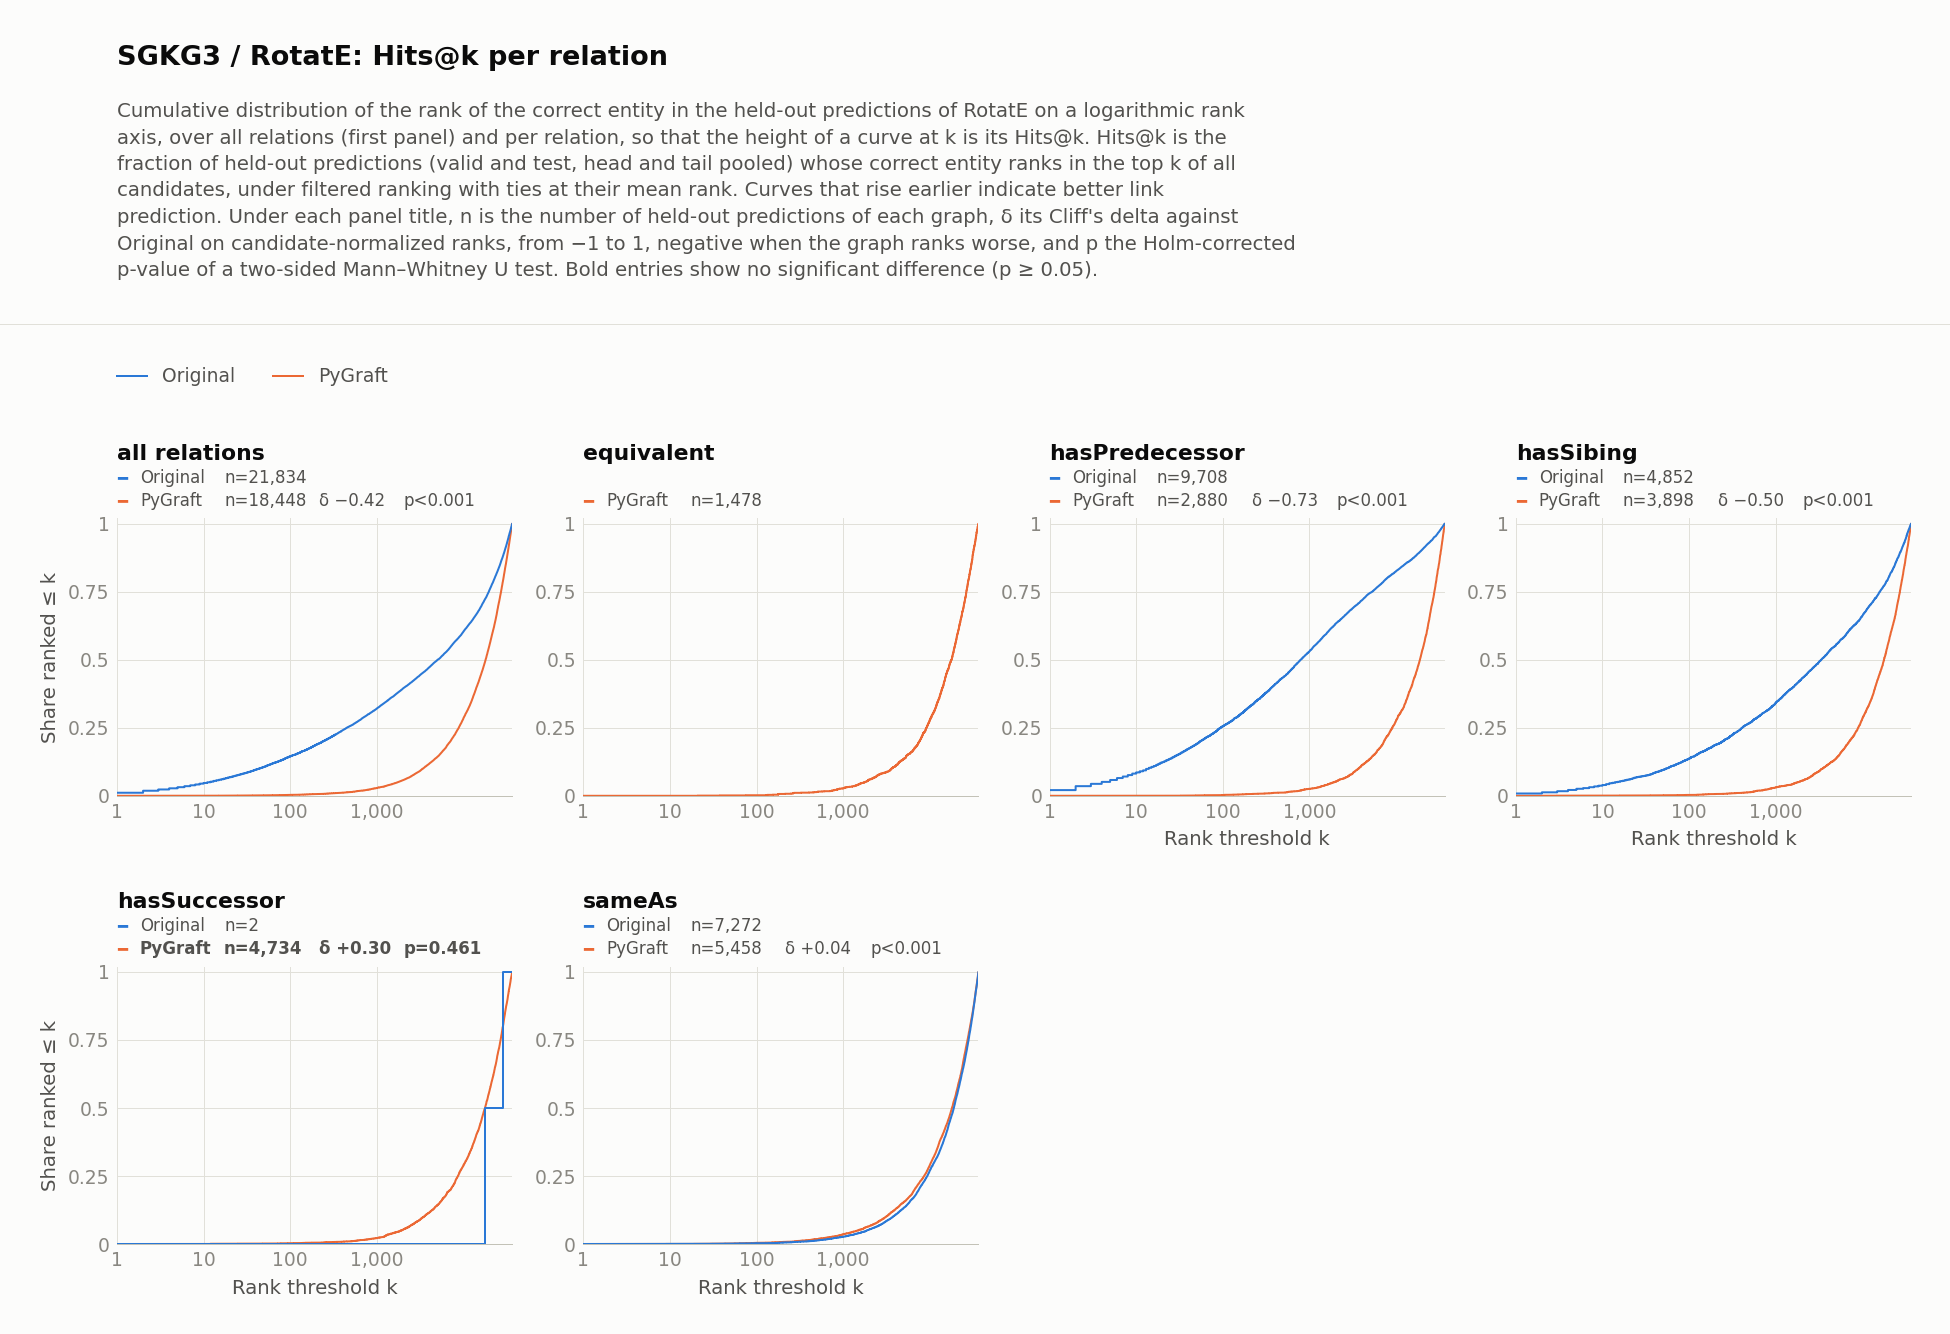 SGKG3 / RotatE: Hits@k per relation
Cumulative distribution of the rank of the correct entity in the held-out predictions of RotatE on a logarithmic rank
axis, over all relations (first panel) and per relation, so that the height of a curve at k is its Hits@k. Hits@k is the
fraction of held-out predictions (valid and test, head and tail pooled) whose correct entity ranks in the top k of all
candidates, under filtered ranking with ties at their mean rank. Curves that rise earlier indicate better link
prediction. Under each panel title, n is the number of held-out predictions of each graph, δ its Cliff's delta against
Original on candidate-normalized ranks, from −1 to 1, negative when the graph ranks worse, and p the Holm-corrected
p-value of a two-sided Mann–Whitney U test. Bold entries show no significant difference (p ≥ 0.05).
Original PyGraft
all relations
Original n=21,834
PyGraft n=18,448 δ −0.42 p<0.001
1
0.75
0.5
0.25
0
Share ranked ≤ k
1 10 100 1,000
equivalent
PyGraft n=1,478
1
0.75
0.5
0.25
0
1 10 100 1,000
hasPredecessor
Original n=9,708
PyGraft n=2,880 δ −0.73 p<0.001
1
0.75
0.5
0.25
0
1 10 100 1,000
Rank threshold k
hasSibing
Original n=4,852
PyGraft n=3,898 δ −0.50 p<0.001
1
0.75
0.5
0.25
0
1 10 100 1,000
Rank threshold k
hasSuccessor
Original n=2
PyGraft n=4,734 δ +0.30 p=0.461
1
0.75
0.5
0.25
0
Share ranked ≤ k
1 10 100 1,000
Rank threshold k
sameAs
Original n=7,272
PyGraft n=5,458 δ +0.04 p<0.001
1
0.75
0.5
0.25
0
1 10 100 1,000
Rank threshold k